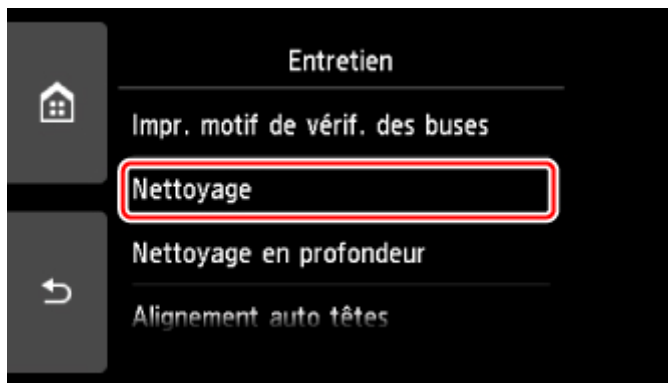 Entretien
Impr. motif de vérif. des buses
Nettoyage
Nettoyage en profondeur
Alignement auto têtes